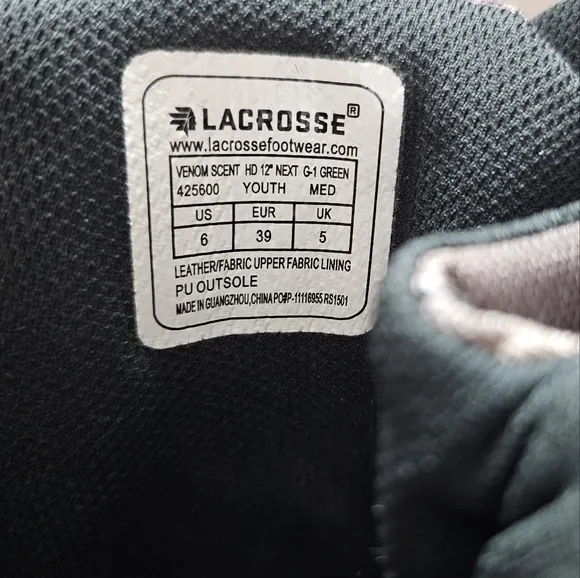 LACROSSE®
www.lacrossefootwear.com
VENOM SCENT HD 12" NEXT G-1 GREEN
425600 YOUTH MED
US EUR UK
6 39 5
LEATHER/FABRIC UPPER FABRIC LINING
PU OUTSOLE
MADE IN GUANGZHOU,CHINA PO#P-11116955 RS1501